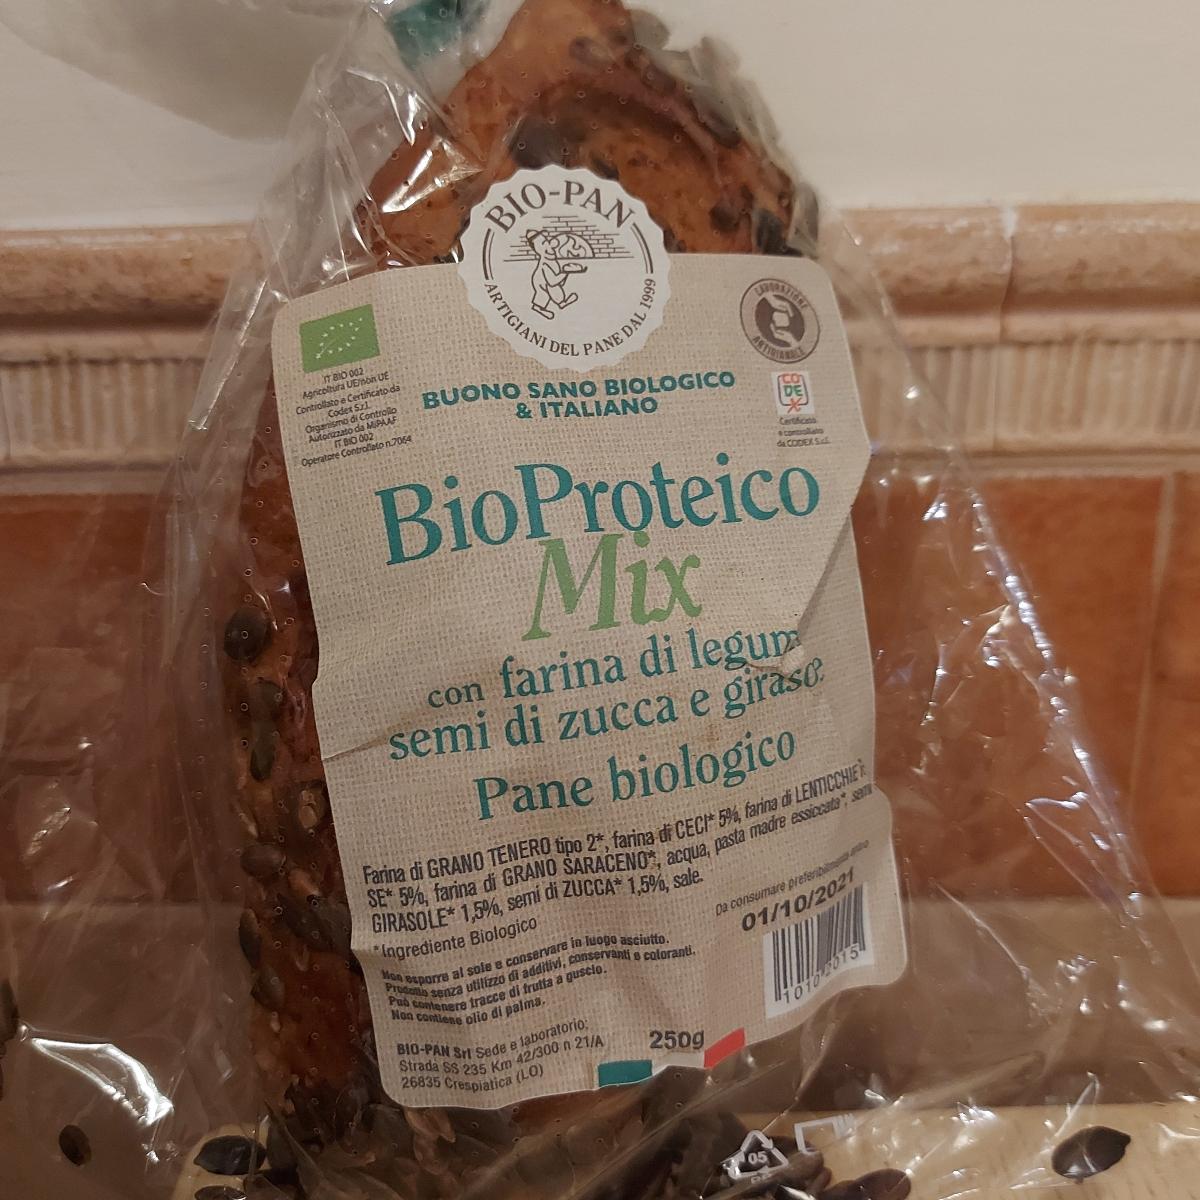 BIO-PAN
ARTIGIANI DEL PANE DAL 1999
LAVORAZIONE
ARTIGIANALE
IT BIO 002
Agricoltura UE/non UE
Controllato e Certificato da
Codex S.r.l.
Organismo di Controllo
Autorizzato da MiPAAF
IT BIO 002
Operatore Controllato n.7064
BUONO SANO BIOLOGICO
& ITALIANO
CO
DE
X
Certificato
e controllato
da CODEX S.r.l.
BioProteico
Mix
con farina di legum
semi di zucca e giraso
Pane biologico
Farina di GRANO TENERO tipo 2*, farina di CECI* 5%, farina di LENTICCHIE
SE* 5%, farina di GRANO SARACENO*, acqua, pasta madre essiccata*, semi
GIRASOLE* 1,5%, semi di ZUCCA* 1,5%, sale.
*Ingrediente Biologico
Da consumare preferibilmente entro
01/10/2021
Non esporre al sole e conservare in luogo asciutto.
Prodotto senza utilizzo di additivi, conservanti e coloranti.
Può contenere tracce di frutta a guscio.
Non contiene olio di palma.
BIO-PAN Srl Sede e laboratorio:
Strada SS 235 Km 42/300 n 21/A
26835 Crespiatica (LO)
250g
05